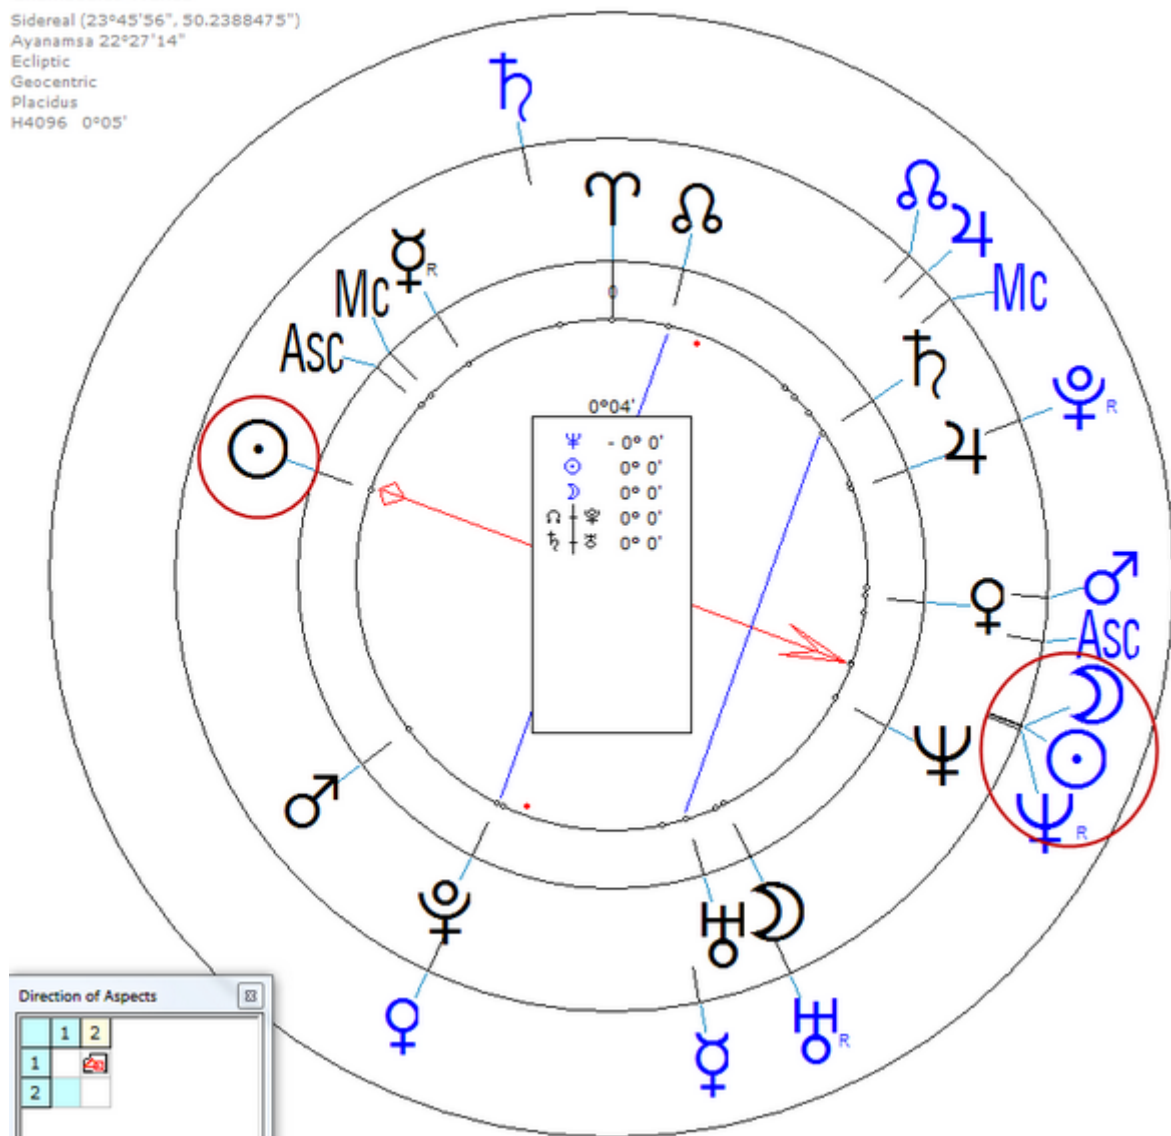 Sidereal (23°45'56", 50.2388475")
Ayanamsa 22°27'14"
Ecliptic
Geocentric
Placidus
H4096 0°05'
♄
♈ ☊
☊
♃
Mc
☿ R
Mc
Asc
0
♄
♇ R
☉
♃
0°04'
♆ - 0° 0'
☉ 0° 0'
☽ 0° 0'
☊ 0° 0'
♄ ♅ 0° 0'
♀
♂
Asc
☽
☉
♆
♆ R
♂
♇
♅ ☽
♀
☿
♅ R
Direction of Aspects
1 2
1
2